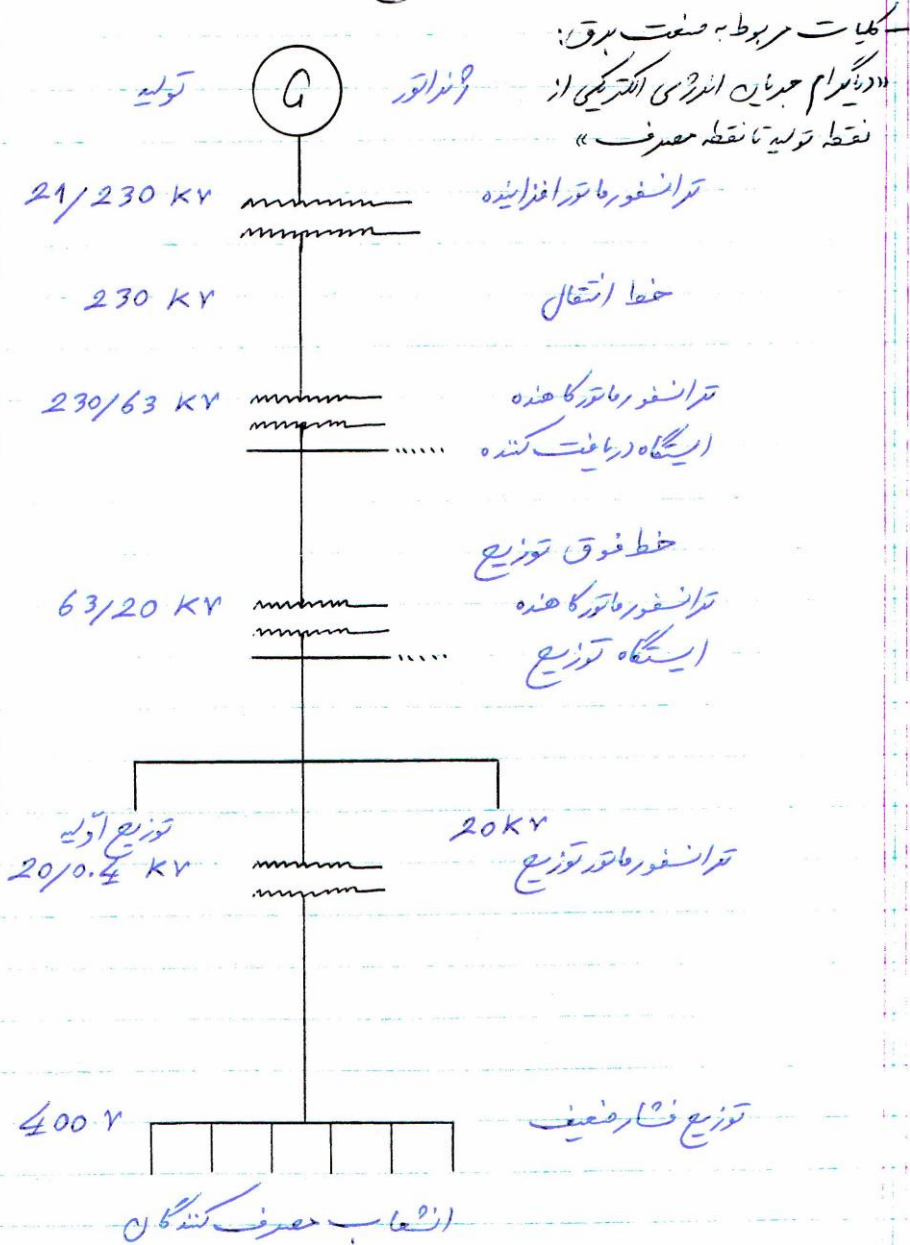 کلیات مربوط به صنعت برق:
«دیاگرام جریان انرژی الکتریکی از
نقطه تولید تا نقطه مصرف»
ژنراتور G تولید
ترانسفورماتور افزاینده 21/230 KV
خط انتقال 230 KV
ترانسفورماتور کاهنده 230/63 KV
ایستگاه دریافت کننده
خط فوق توزیع
ترانسفورماتور کاهنده 63/20 KV
ایستگاه توزیع
20KV توزیع اولیه
ترانسفورماتور توزیع 20/0.4 KV
توزیع فشار ضعیف 400 V
انشعاب مصرف کنندگان